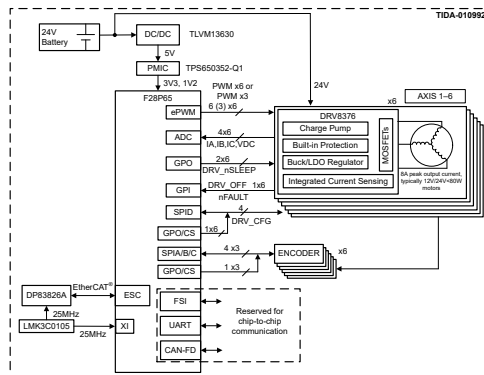 TIDA-010992
24V
Battery
DC/DC
TLVM13630
5V
PMIC
TPS650352-Q1
3V3, 1V2
24V
F28P65
PWM x6 or
PWM x3
6 (3) x6
ePWM
ADC
4x6
IA,IB,IC,VDC
GPO
2x6
DRV_nSLEEP
GPI
DRV_OFF 1x6
nFAULT
SPID
4
DRV_CFG
GPO/CS
1x6
SPIA/B/C
4 x3
GPO/CS
1 x3
x6
AXIS 1–6
DRV8376
Charge Pump
Built-in Protection
Buck/LDO Regulator
Integrated Current Sensing
MOSFETs
8A peak output current,
typically 12V/24V×80W
motors
ENCODER
x6
DP83826A
EtherCAT®
ESC
25MHz
LMK3C0105
25MHz
XI
FSI
UART
CAN-FD
Reserved for
chip-to-chip
communication